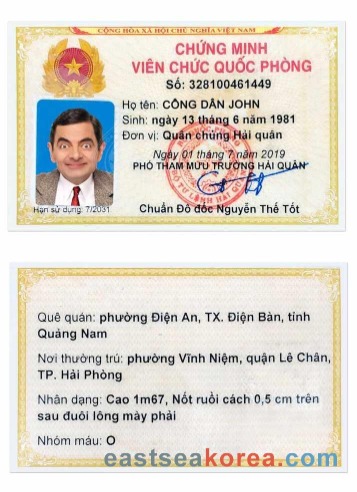 CỘNG HÒA XÃ HỘI CHỦ NGHĨA VIỆT NAM
CHỨNG MINH
VIÊN CHỨC QUỐC PHÒNG
Số: 328100461449
Họ tên: CÔNG DÂN JOHN
Sinh: ngày 13 tháng 6 năm 1981
Đơn vị: Quân chủng Hải quân
Ngày 01 tháng 7 năm 2019
PHÓ THAM MƯU TRƯỞNG HẢI QUÂN
Hạn sử dụng: 7/2031
Chuẩn Đô đốc Nguyễn Thế Tốt
Quê quán: phường Điện An, TX. Điện Bàn, tỉnh
Quảng Nam
Nơi thường trú: phường Vĩnh Niệm, quận Lê Chân,
TP. Hải Phòng
Nhận dạng: Cao 1m67, Nốt ruồi cách 0,5 cm trên
sau đuôi lông mày phải
Nhóm máu: O
eastseakorea.com